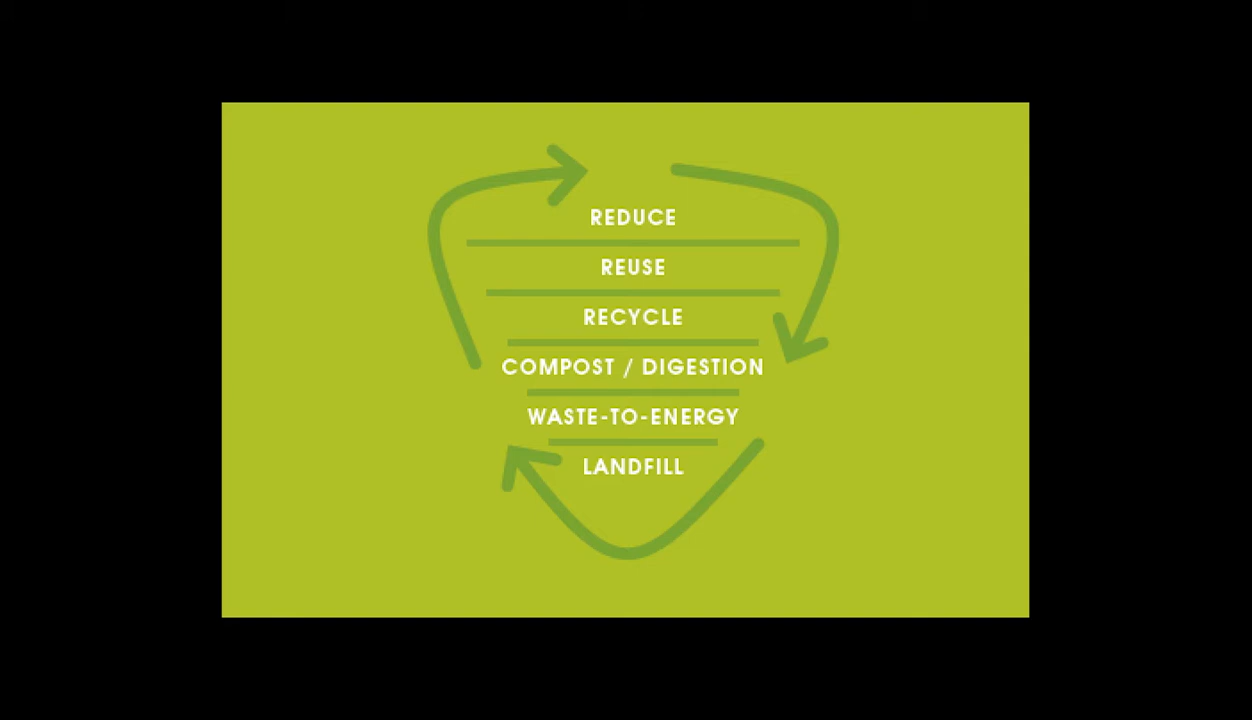 REDUCE
REUSE
RECYCLE
COMPOST / DIGESTION
WASTE-TO-ENERGY
LANDFILL